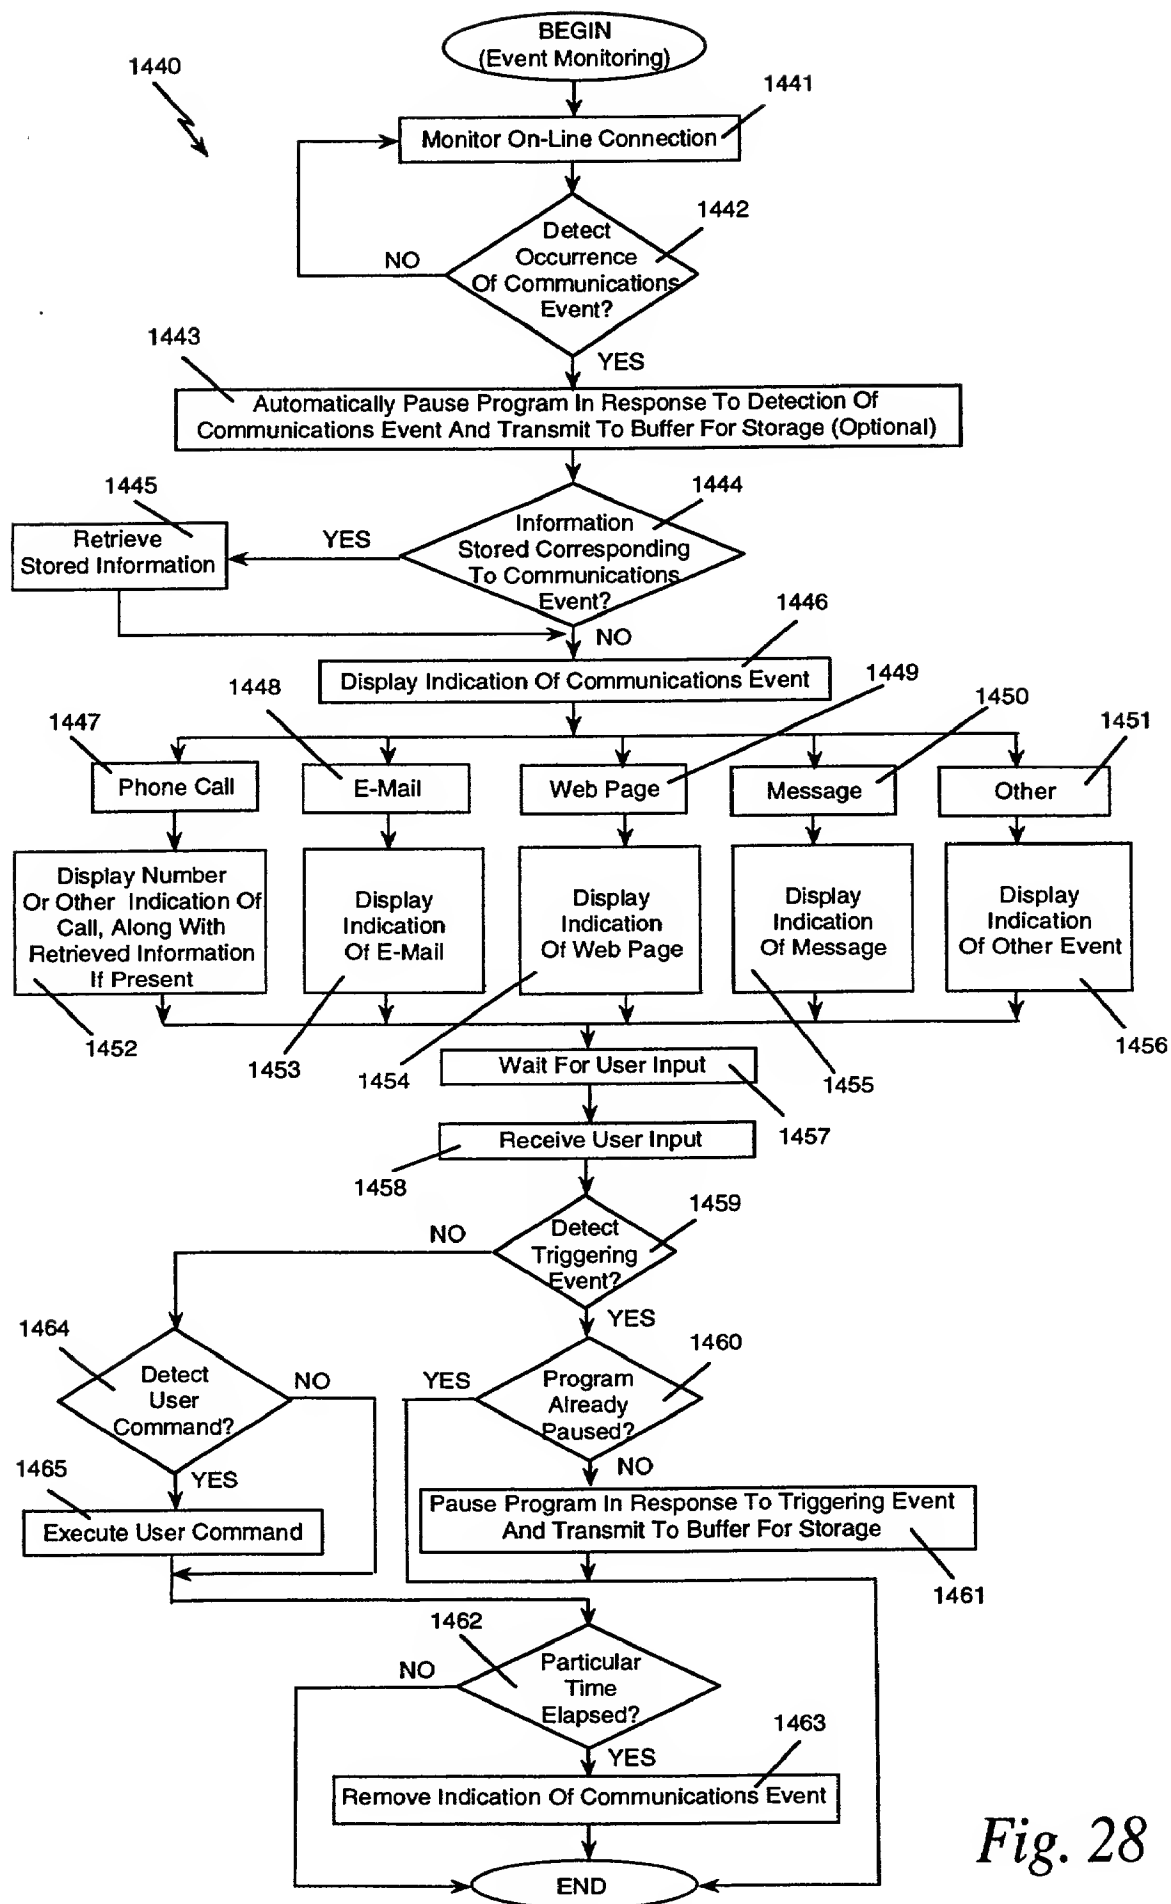 BEGIN
(Event Monitoring)
1440
1441
Monitor On-Line Connection
1442
Detect
Occurrence
Of Communications
Event?
NO
YES
1443
Automatically Pause Program In Response To Detection Of
Communications Event And Transmit To Buffer For Storage (Optional)
1445
1444
Retrieve
Stored Information
YES
Information
Stored Corresponding
To Communications
Event?
NO
1446
Display Indication Of Communications Event
1447
1448
1449
1450
1451
Phone Call
E-Mail
Web Page
Message
Other
Display Number
Or Other Indication Of
Call, Along With
Retrieved Information
If Present
Display
Indication
Of E-Mail
Display
Indication
Of Web Page
Display
Indication
Of Message
Display
Indication
Of Other Event
1452
1453
1454
1455
1456
Wait For User Input
1457
Receive User Input
1458
1459
Detect
Triggering
Event?
NO
YES
1464
1460
Detect
User
Command?
NO
YES
YES
Program
Already
Paused?
NO
1465
Execute User Command
Pause Program In Response To Triggering Event
And Transmit To Buffer For Storage
1461
1462
Particular
Time
Elapsed?
NO
YES
1463
Remove Indication Of Communications Event
END
Fig. 28